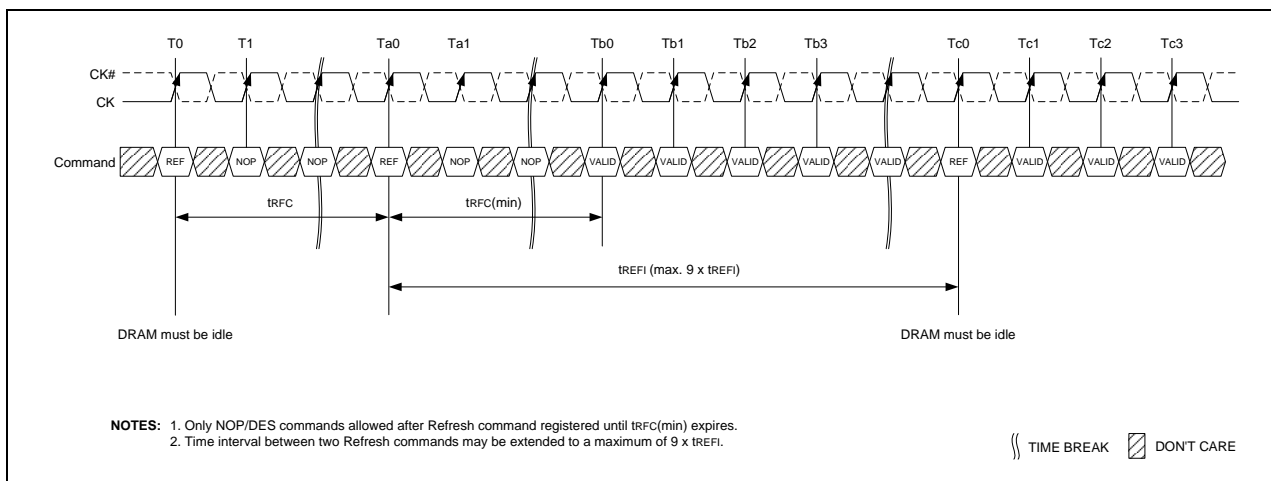 T0 T1 Ta0 Ta1 Tb0 Tb1 Tb2 Tb3 Tc0 Tc1 Tc2 Tc3
CK#
CK
Command REF NOP NOP REF NOP NOP VALID VALID VALID VALID VALID REF VALID VALID VALID
tRFC tRFC(min)
tREFI (max. 9 x tREFI)
DRAM must be idle DRAM must be idle
NOTES: 1. Only NOP/DES commands allowed after Refresh command registered until tRFC(min) expires.
2. Time interval between two Refresh commands may be extended to a maximum of 9 x tREFI.
TIME BREAK DON'T CARE